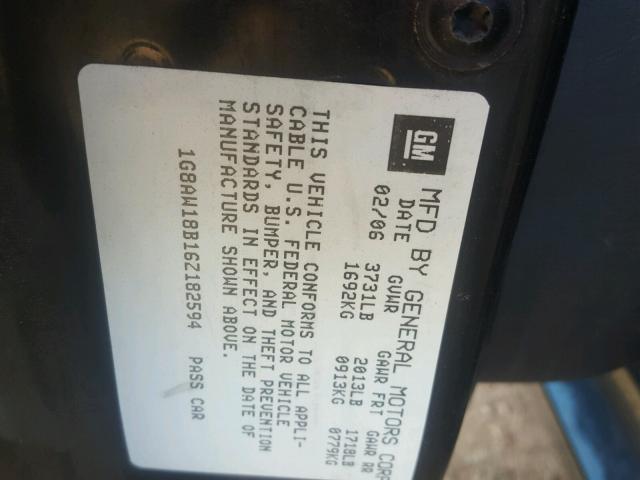 GM MFD BY GENERAL MOTORS CORP
DATE GVWR GAWR FRT GAWR RR
02/06 3731LB 2013LB 1718LB
1692KG 0913KG 0779KG
THIS VEHICLE CONFORMS TO ALL APPLI-
CABLE U.S. FEDERAL MOTOR VEHICLE
SAFETY, BUMPER, AND THEFT PREVENTION
STANDARDS IN EFFECT ON THE DATE OF
MANUFACTURE SHOWN ABOVE.
1G8AW18B16Z182594 PASS CAR